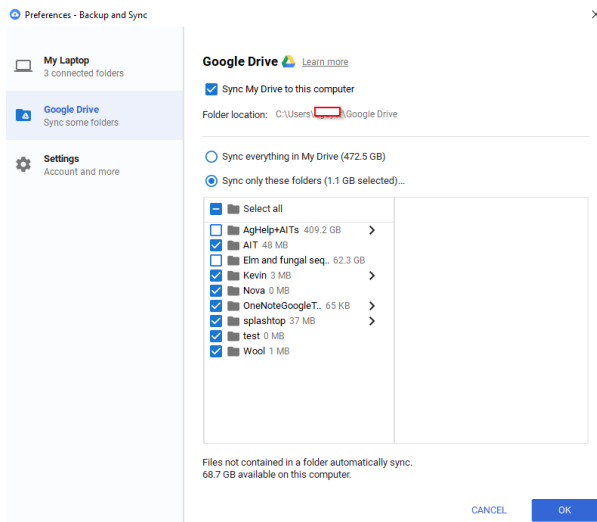 Preferences - Backup and Sync
My Laptop
3 connected folders
Google Drive
Sync some folders
Settings
Account and more
Google Drive Learn more
Sync My Drive to this computer
Folder location: C:\Users\ \Google Drive
Sync everything in My Drive (472.5 GB)
Sync only these folders (1.1 GB selected)...
Select all
AgHelp+AITs 409.2 GB
AIT 48 MB
Elm and fungal seq.. 62.3 GB
Kevin 3 MB
Nova 0 MB
OneNoteGoogleT.. 65 KB
splashtop 37 MB
test 0 MB
Wool 1 MB
Files not contained in a folder automatically sync.
68.7 GB available on this computer.
CANCEL OK